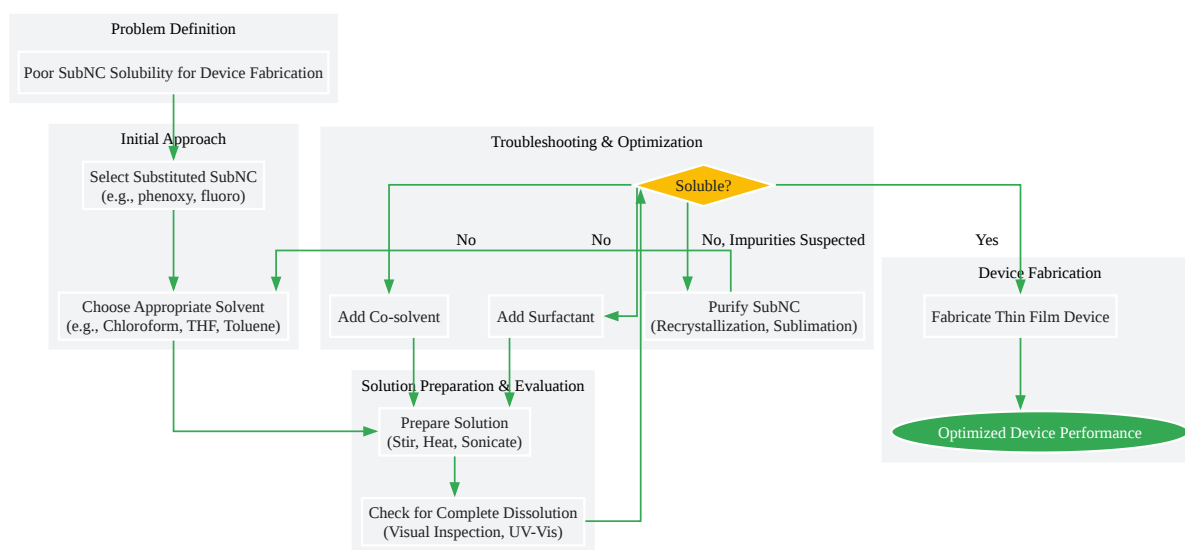 Problem Definition
Poor SubNC Solubility for Device Fabrication
Initial Approach
Select Substituted SubNC
(e.g., phenoxy, fluoro)
Choose Appropriate Solvent
(e.g., Chloroform, THF, Toluene)
Troubleshooting & Optimization
Soluble?
No
No
No, Impurities Suspected
Yes
Add Co-solvent
Add Surfactant
Purify SubNC
(Recrystallization, Sublimation)
Device Fabrication
Fabricate Thin Film Device
Optimized Device Performance
Solution Preparation & Evaluation
Prepare Solution
(Stir, Heat, Sonicate)
Check for Complete Dissolution
(Visual Inspection, UV-Vis)